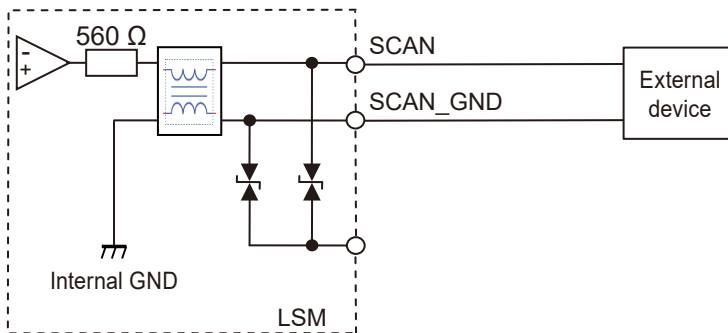 560 Ω
SCAN
SCAN_GND
External
device
Internal GND
LSM